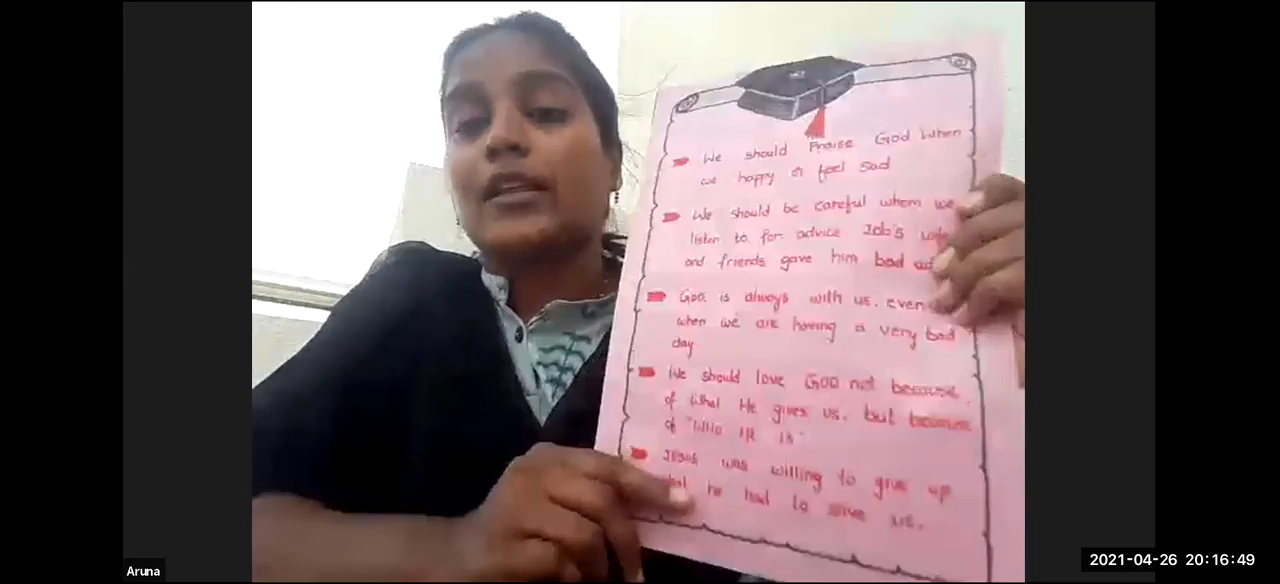 We should Praise God when
we happy or feel sad
We should be careful whom we
listen to for advice Job's wife
and friends gave him bad
God is always with us. even
when we are having a very bad
day
We should love God not because
of what He gives us. but because
of "Who He is"
Jesus was willing to give up
he had to save us.
Aruna
2021-04-26 20:16:49